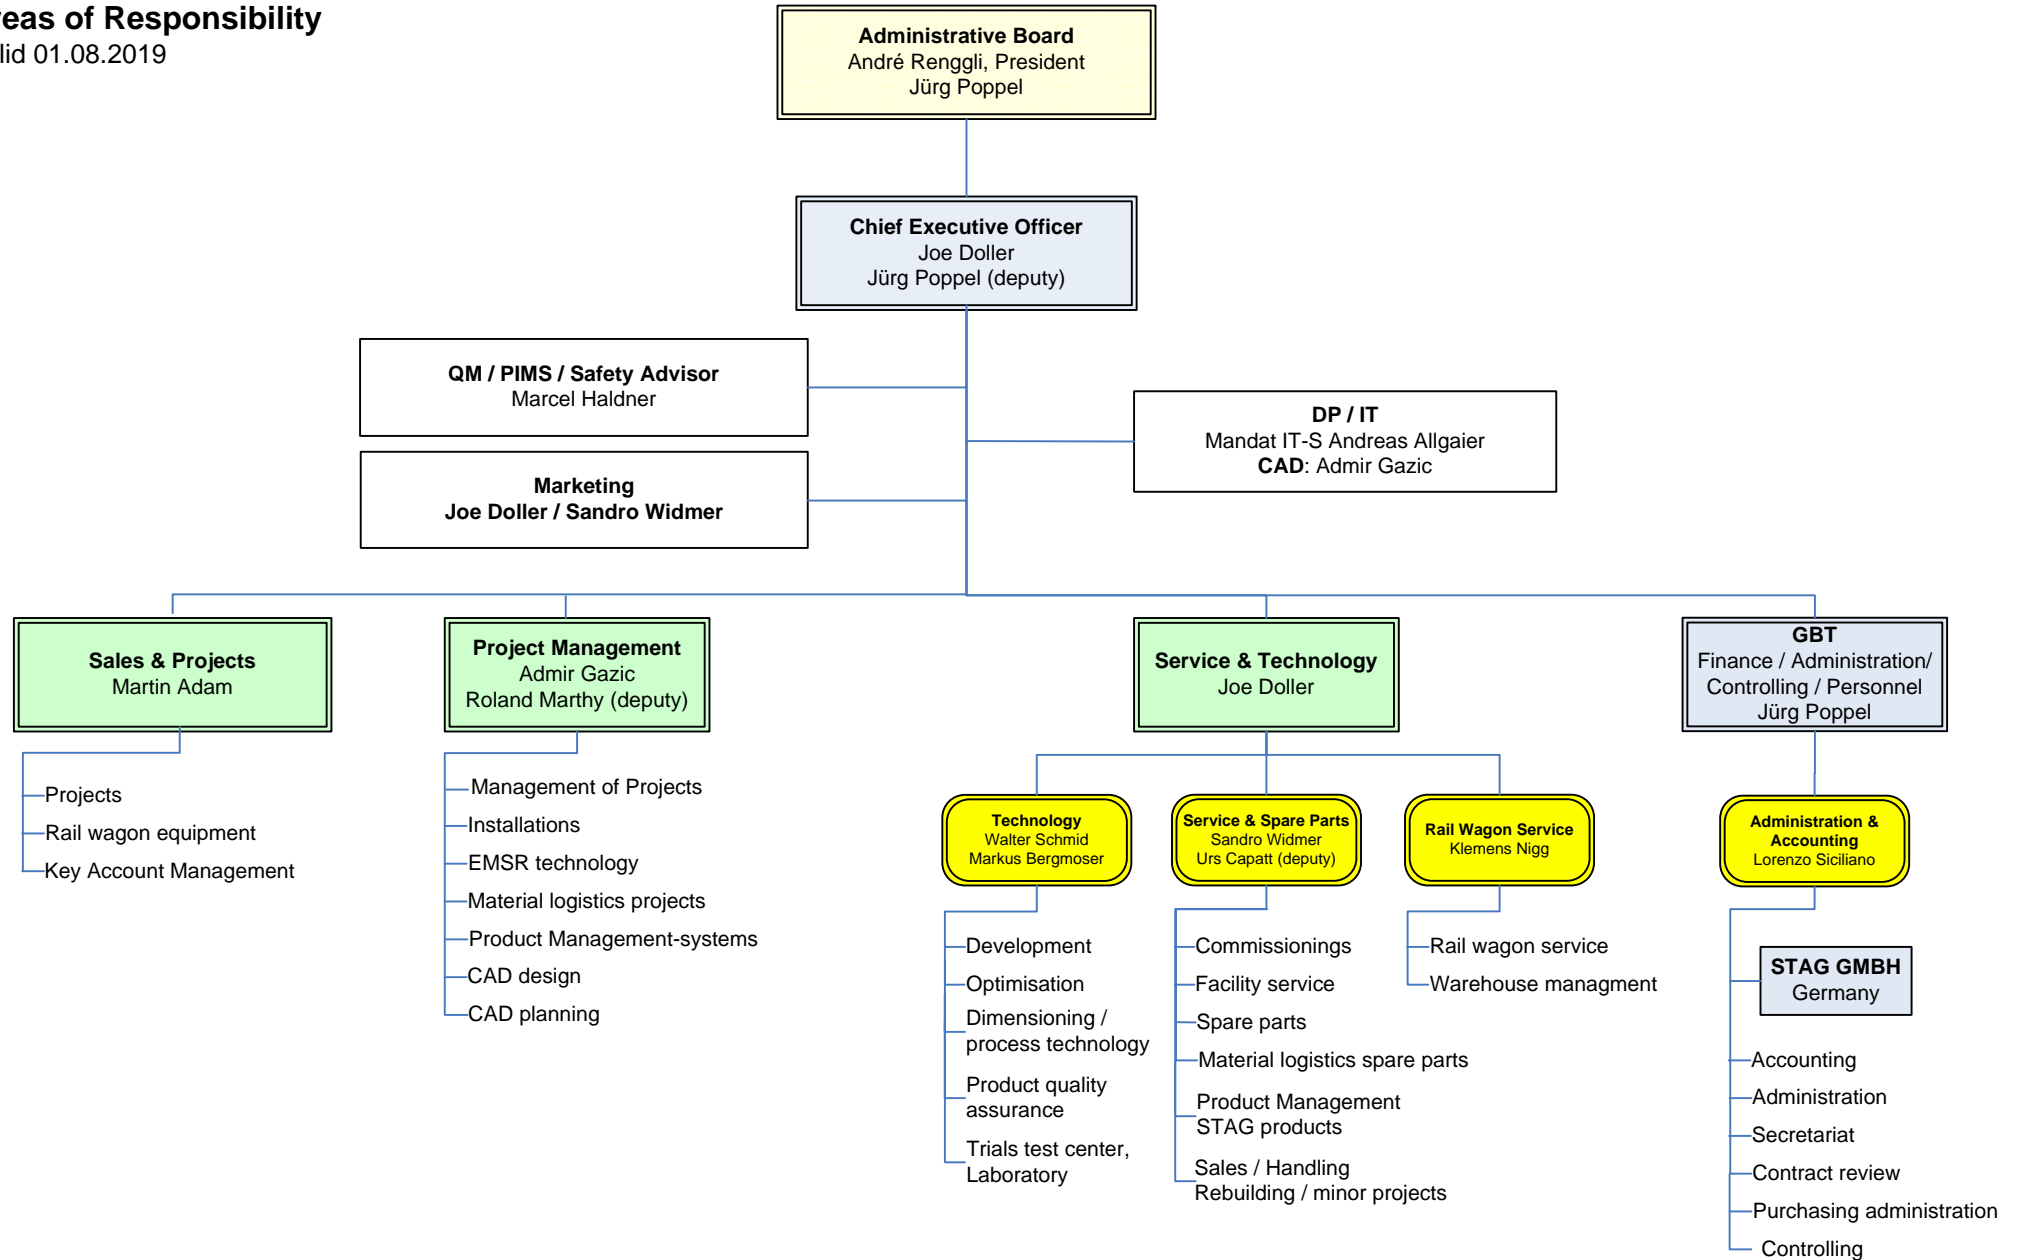 eas of Responsibility
lid 01.08.2019
Administrative Board
André Renggli, President
Jürg Poppel
Chief Executive Officer
Joe Doller
Jürg Poppel (deputy)
QM / PIMS / Safety Advisor
Marcel Haldner
DP / IT
Mandat IT-S Andreas Allgaier
CAD: Admir Gazic
Marketing
Joe Doller / Sandro Widmer
Sales & Projects
Martin Adam
Projects
Rail wagon equipment
Key Account Management
Project Management
Admir Gazic
Roland Marthy (deputy)
Management of Projects
Installations
EMSR technology
Material logistics projects
Product Management-systems
CAD design
CAD planning
Service & Technology
Joe Doller
Technology
Walter Schmid
Markus Bergmoser
Development
Optimisation
Dimensioning /
process technology
Product quality
assurance
Trials test center,
Laboratory
Service & Spare Parts
Sandro Widmer
Urs Capatt (deputy)
Commissionings
Facility service
Spare parts
Material logistics spare parts
Product Management
STAG products
Sales / Handling
Rebuilding / minor projects
Rail Wagon Service
Klemens Nigg
Rail wagon service
Warehouse managment
GBT
Finance / Administration/
Controlling / Personnel
Jürg Poppel
Administration &
Accounting
Lorenzo Siciliano
STAG GMBH
Germany
Accounting
Administration
Secretariat
Contract review
Purchasing administration
Controlling